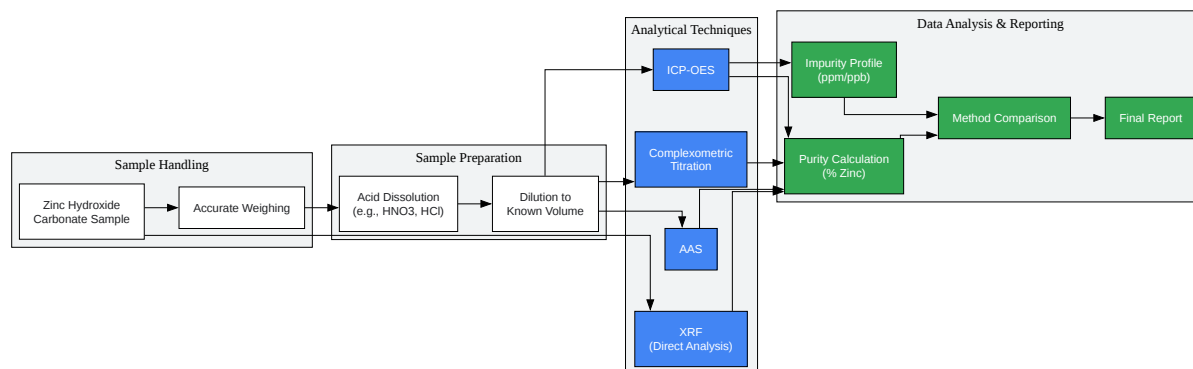 Sample Handling
Zinc Hydroxide
Carbonate Sample
Accurate Weighing
Sample Preparation
Acid Dissolution
(e.g., HNO3, HCl)
Dilution to
Known Volume
Analytical Techniques
ICP-OES
Complexometric
Titration
AAS
XRF
(Direct Analysis)
Data Analysis & Reporting
Impurity Profile
(ppm/ppb)
Purity Calculation
(% Zinc)
Method Comparison
Final Report